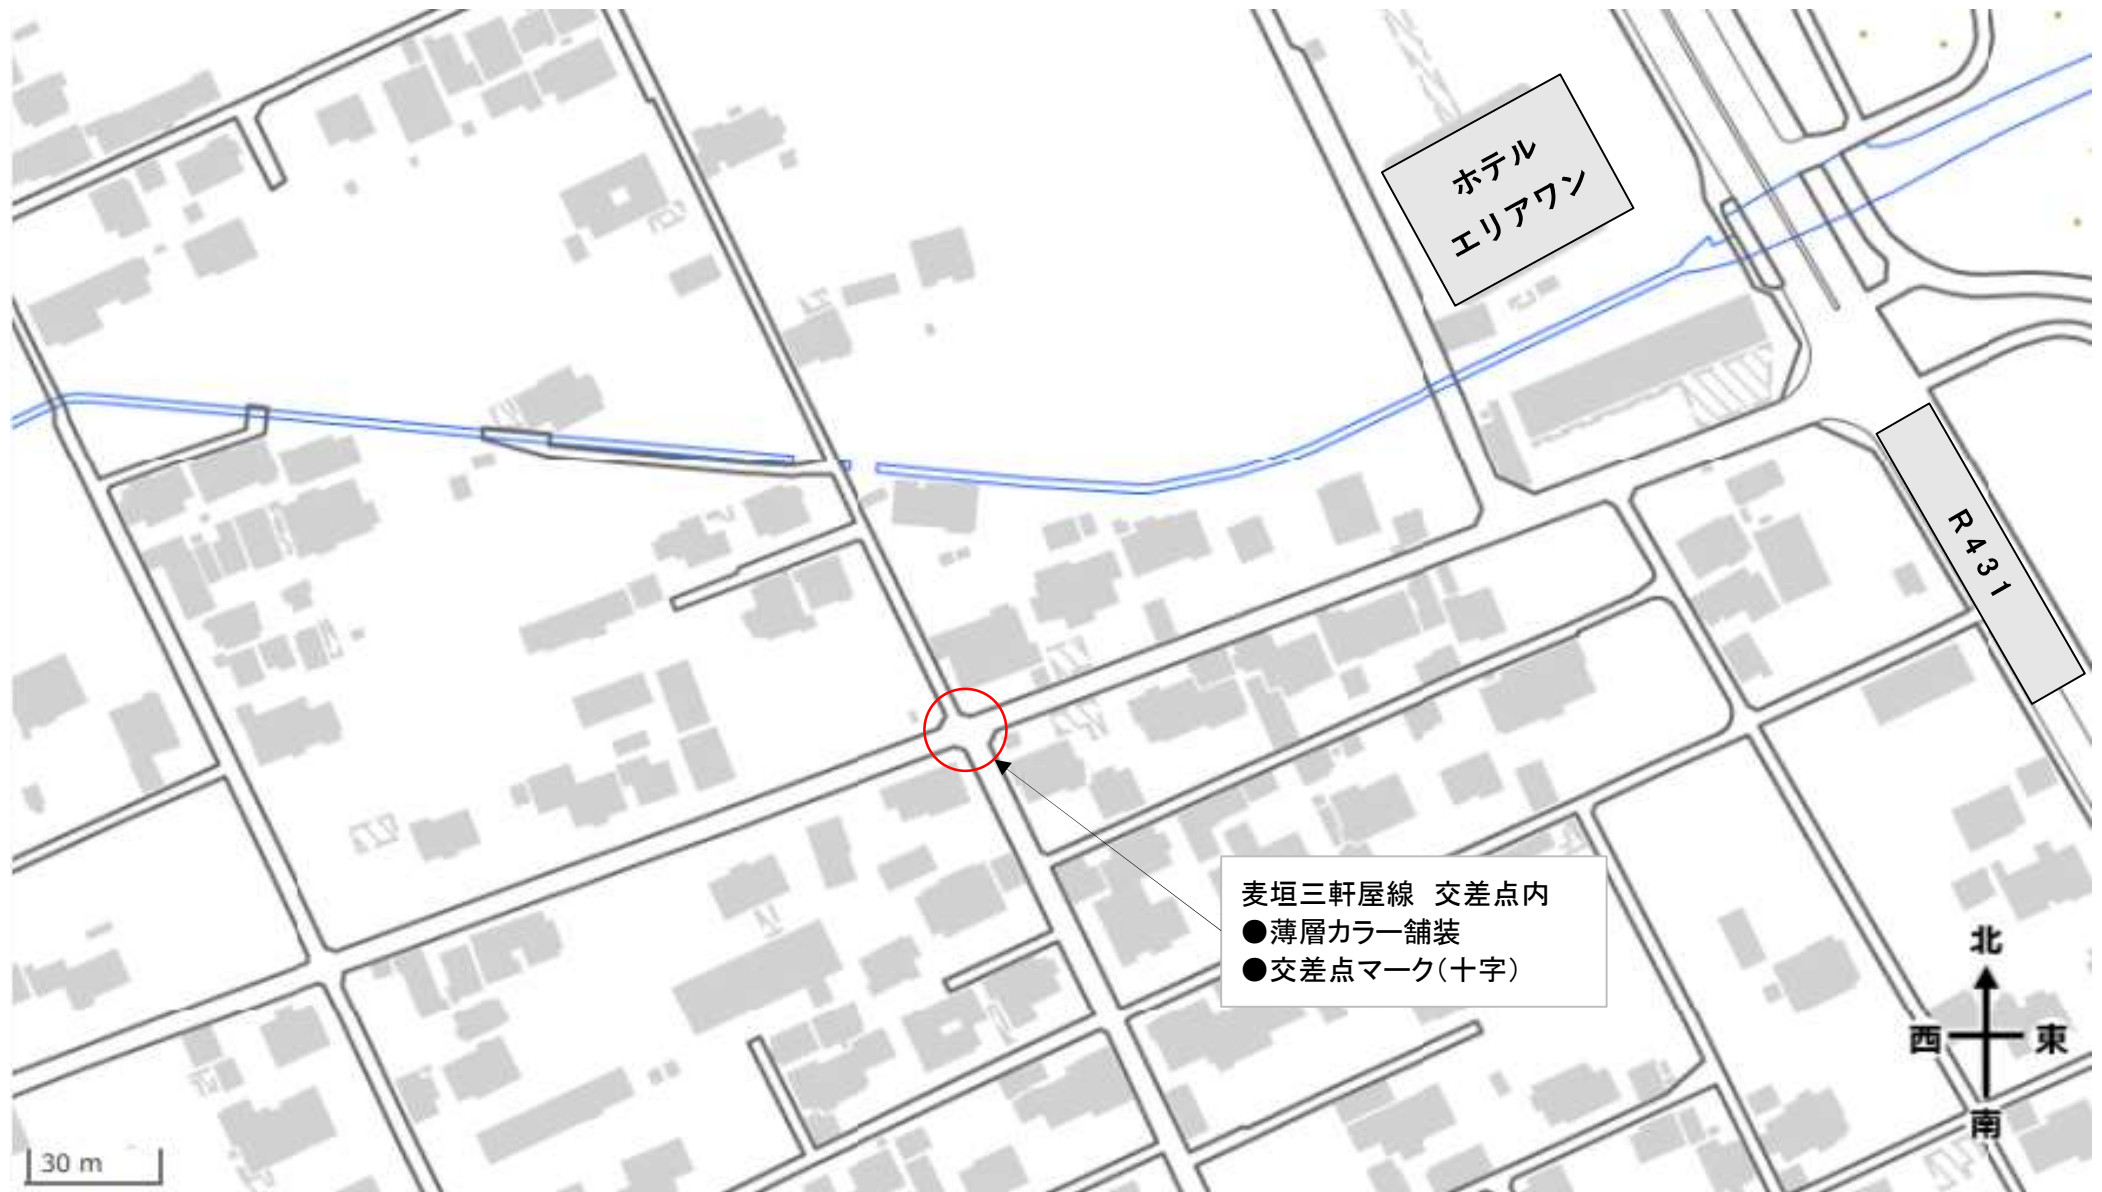 ホテル
エリアワン
R431
麦垣三軒屋線　交差点内
●薄層カラー舗装
●交差点マーク(十字)
北
西 東
南
30 m